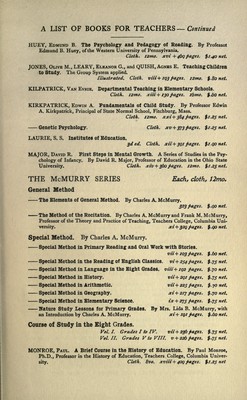 A LIST OF BOOKS FOR TEACHERS — Continued
HUEY, EDMUND B. The Psychology and Pedagogy of Reading. By Professor
Edmund B. Huey, of the Western University of Pennsylvania.
Cloth. 12mo. xvi + 469 pages. $1.40 net.
JONES, OLIVE M., LEARY, ELEANOR G., and QUISH, AGNES E. Teaching Children
to Study. The Group System applied.
Illustrated. Cloth. viii + 193 pages. 12mo. $.80 net.
KILPATRICK, VAN EVRIE. Departmental Teaching in Elementary Schools.
Cloth. 12mo. xiii + 130 pages. $.60 net.
KIRKPATRICK, EDWIN A. Fundamentals of Child Study. By Professor Edwin
A. Kirkpatrick, Principal of State Normal School, Fitchburg, Mass.
Cloth. 12mo. xxi + 384 pages. $1.25 net.
— Genetic Psychology. Cloth. xv + 373 pages. $1.25 net.
LAURIE, S. S. Institutes of Education.
3d ed. Cloth. xii + 391 pages. $1.90 net.
MAJOR, DAVID R. First Steps in Mental Growth. A Series of Studies in the Psy-
chology of Infancy. By David R. Major, Professor of Education in the Ohio State
University. Cloth. xiv + 360 pages. 12mo. $1.25 net.
THE MCMURRY SERIES Each, cloth, 12mo.
General Method
— The Elements of General Method. By Charles A. McMurry.
323 pages. $.90 net.
— The Method of the Recitation. By Charles A. McMurry and Frank M. McMurry,
Professor of the Theory and Practice of Teaching, Teachers College, Columbia Uni-
versity. xi + 329 pages. $.90 net.
Special Method. By Charles A. McMurry.
— Special Method in Primary Reading and Oral Work with Stories.
vii + 103 pages. $.60 net.
— Special Method in the Reading of English Classics. vi + 254 pages. $.75 net.
— Special Method in Language in the Eight Grades. viii + 192 pages. $.70 net.
— Special Method in History. vii + 291 pages. $.75 net.
— Special Method in Arithmetic. vii + 225 pages. $.70 net.
— Special Method in Geography. xi + 217 pages. $.70 net.
— Special Method in Elementary Science. ix + 275 pages. $.75 net.
— Nature Study Lessons for Primary Grades. By Mrs. Lida B. McMurry, with
an Introduction by Charles A. McMurry. xi + 191 pages. $.60 net.
Course of Study in the Eight Grades.
Vol. I. Grades I to IV. vii + 236 pages. $.75 net.
Vol. II. Grades V to VIII. v + 226 pages. $.75 net.
MONROE, PAUL. A Brief Course in the History of Education. By Paul Monroe,
Ph.D., Professor in the History of Education, Teachers College, Columbia Univer-
sity. Cloth. 8vo. xviii + 409 pages. $1.25 net.